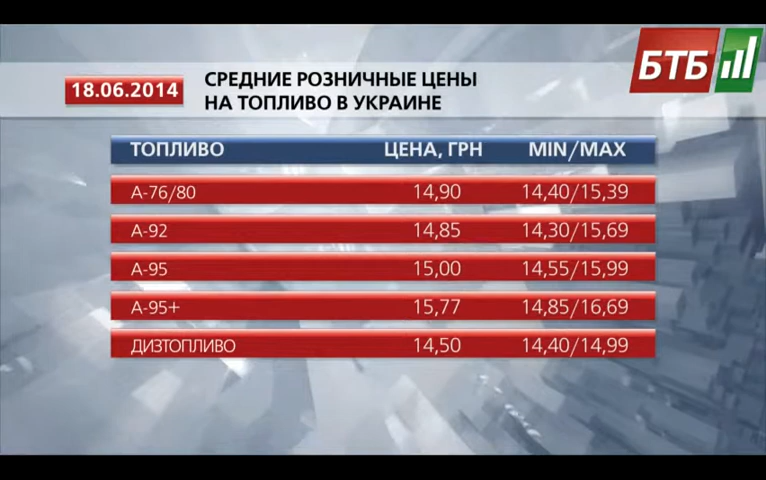 БТБ
18.06.2014
СРЕДНИЕ РОЗНИЧНЫЕ ЦЕНЫ
НА ТОПЛИВО В УКРАИНЕ
ТОПЛИВО ЦЕНА, ГРН MIN/MAX
А-76/80 14,90 14,40/15,39
А-92 14,85 14,30/15,69
А-95 15,00 14,55/15,99
А-95+ 15,77 14,85/16,69
ДИЗТОПЛИВО 14,50 14,40/14,99